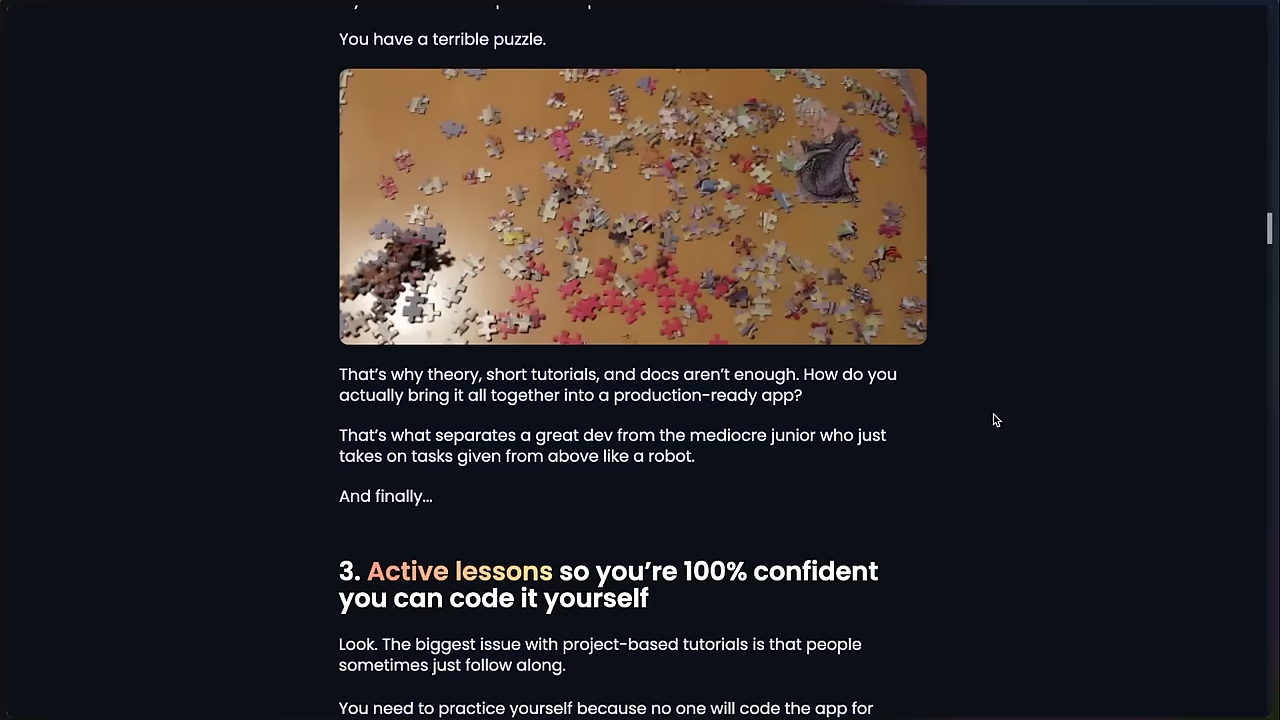 You have a terrible puzzle.
That’s why theory, short tutorials, and docs aren’t enough. How do you
actually bring it all together into a production-ready app?
That’s what separates a great dev from the mediocre junior who just
takes on tasks given from above like a robot.
And finally...
3. Active lessons so you’re 100% confident
you can code it yourself
Look. The biggest issue with project-based tutorials is that people
sometimes just follow along.
You need to practice yourself because no one will code the app for